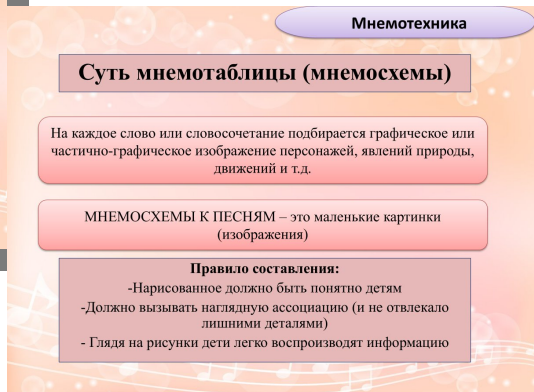 Мнемотехника
Суть мнемотаблицы (мнемосхемы)
На каждое слово или словосочетание подбирается графическое или
частично-графическое изображение персонажей, явлений природы,
движений и т.д.
МНЕМОСХЕМЫ К ПЕСНЯМ – это маленькие картинки
(изображения)
Правило составления:
-Нарисованное должно быть понятно детям
-Должно вызывать наглядную ассоциацию (и не отвлекало
лишними деталями)
- Глядя на рисунки дети легко воспроизводят информацию